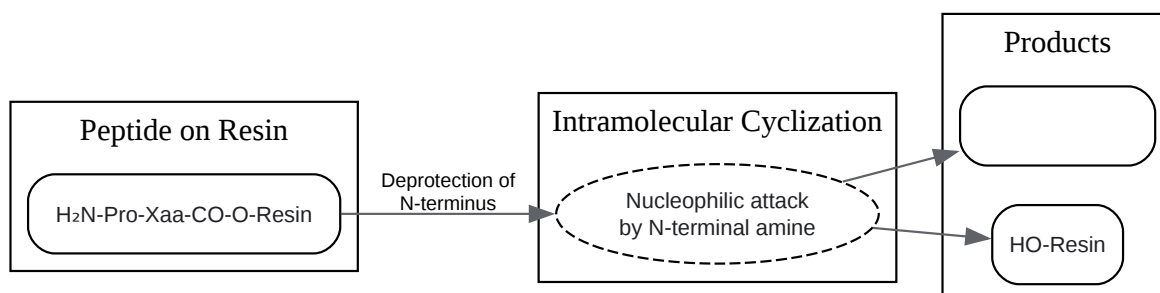 Peptide on Resin
H₂N-Pro-Xaa-CO-O-Resin
Deprotection of
N-terminus
Intramolecular Cyclization
Nucleophilic attack
by N-terminal amine
Products
HO-Resin